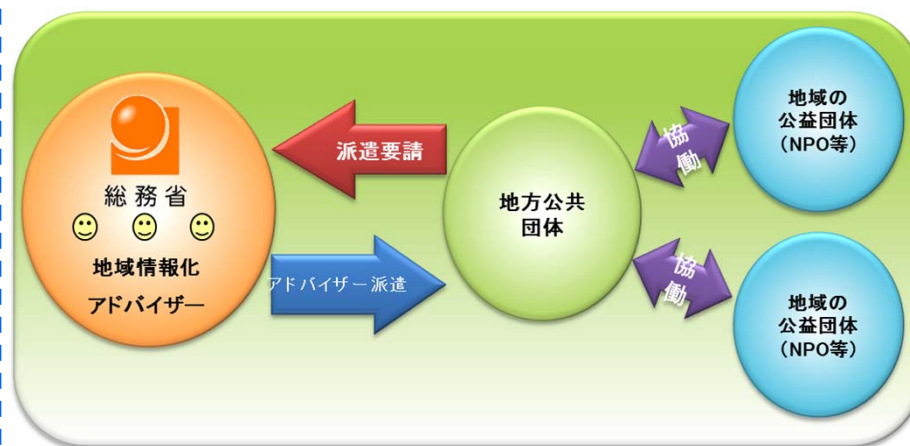 総務省
地域情報化
アドバイザー
派遣要請
アドバイザー派遣
地方公共
団体
協働
協働
地域の
公益団体
（NPO等）
地域の
公益団体
（NPO等）